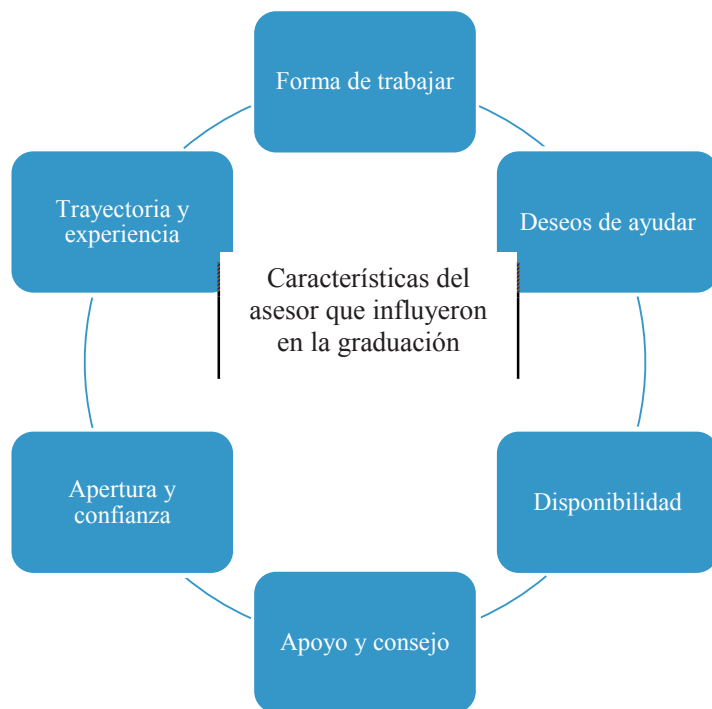 Forma de trabajar
Deseos de ayudar
Disponibilidad
Apoyo y consejo
Apertura y
confianza
Trayectoria y
experiencia
Características del
asesor que influyeron
en la graduación